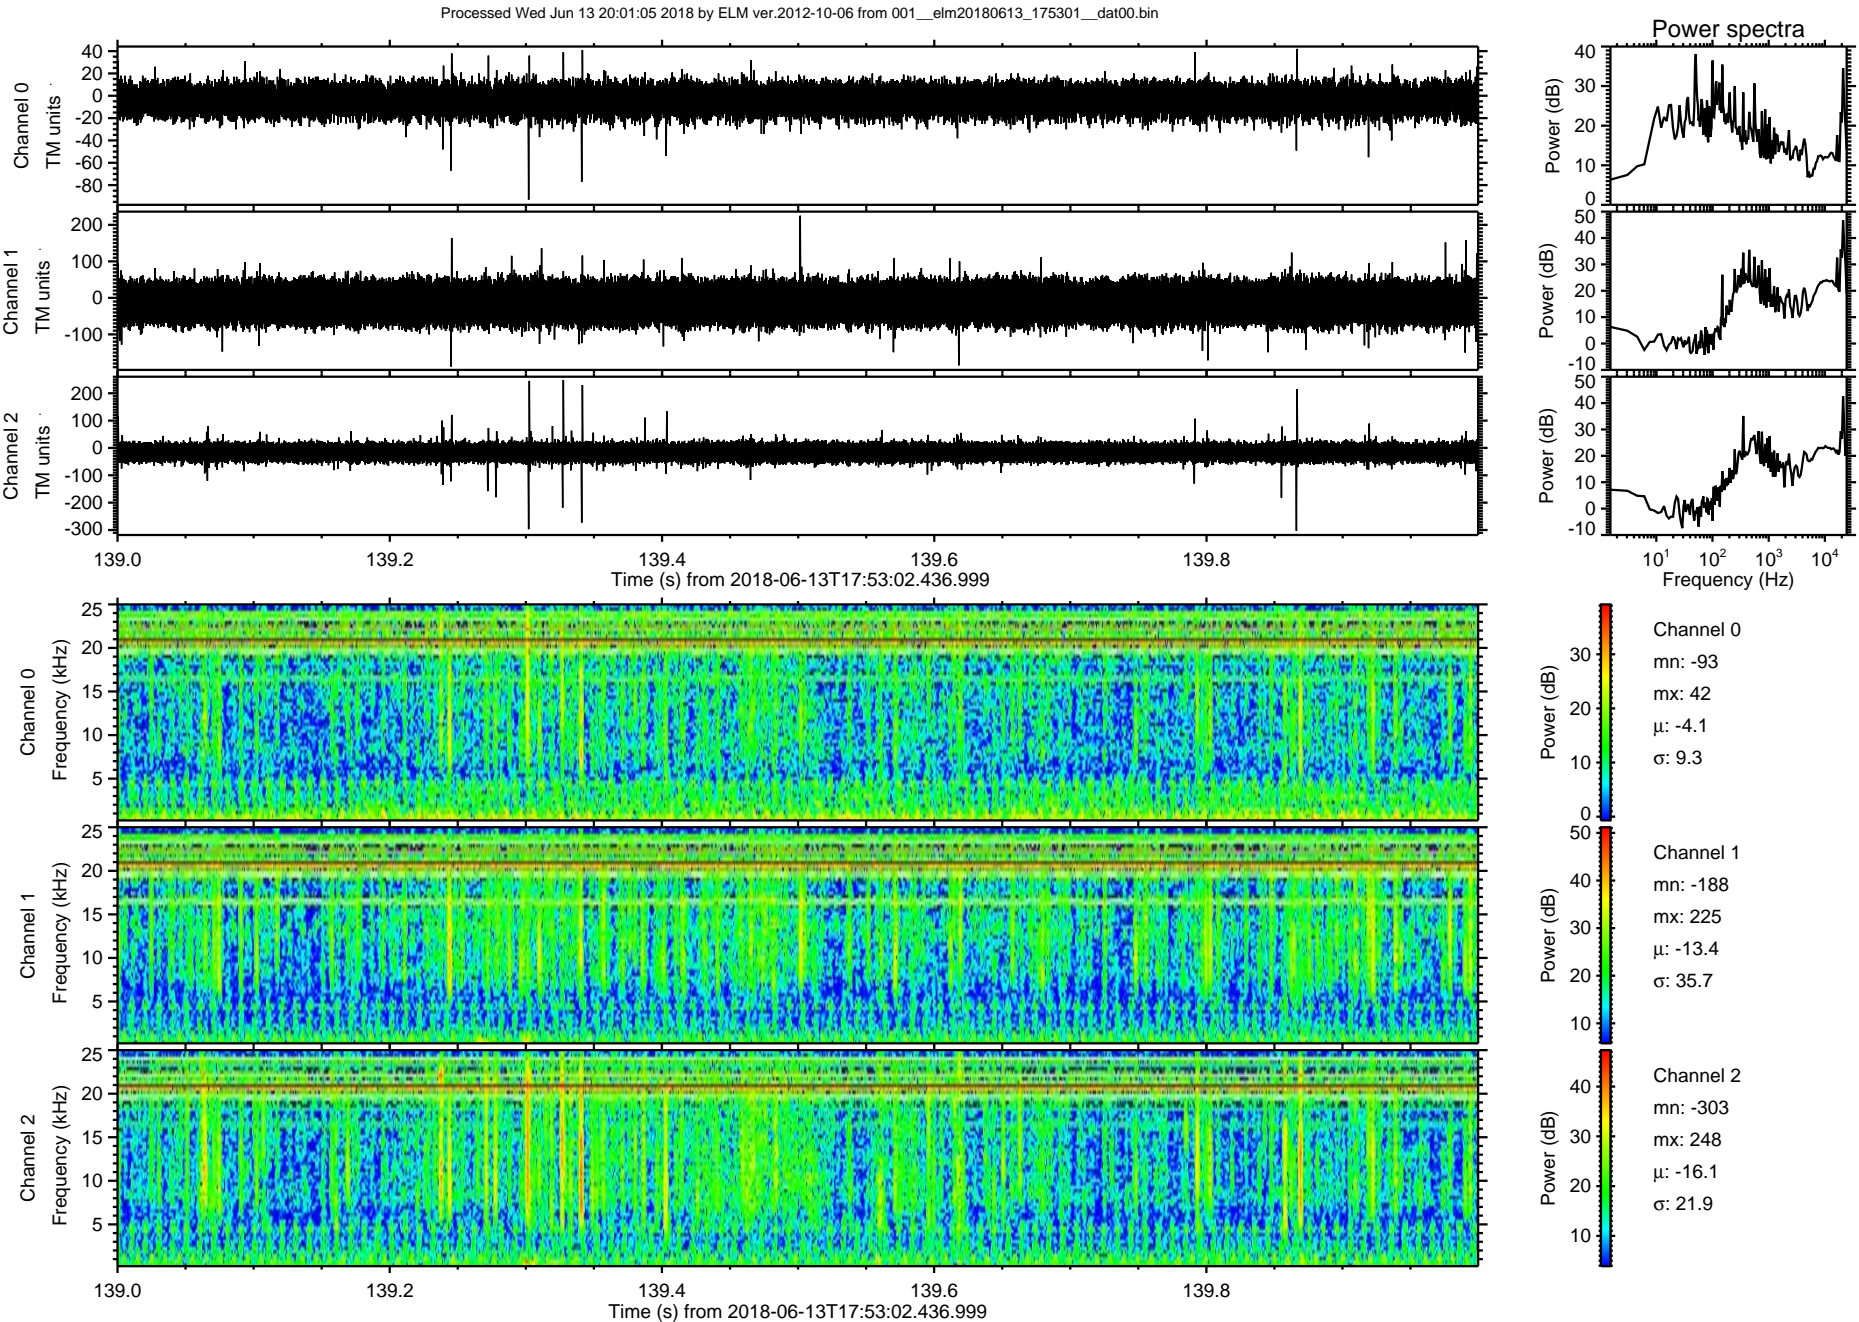 Processed Wed Jun 13 20:01:05 2018 by ELM ver.2012-10-06 from 001__elm20180613_175301__dat00.bin
Power spectra
Channel 0
TM units
40
20
0
-20
-40
-60
-80
Power (dB)
40
30
20
10
0
Channel 1
TM units
200
100
0
-100
Power (dB)
50
40
30
20
10
0
-10
Channel 2
TM units
200
100
0
-100
-200
-300
Power (dB)
50
40
30
20
10
0
-10
139.0 139.2 139.4 139.6 139.8
Time (s) from 2018-06-13T17:53:02.436.999
10¹ 10² 10³ 10⁴
Frequency (Hz)
Channel 0
Frequency (kHz)
25
20
15
10
5
Power (dB)
30
20
10
0
Channel 0
mn: -93
mx: 42
µ: -4.1
σ: 9.3
Channel 1
Frequency (kHz)
25
20
15
10
5
Power (dB)
50
40
30
20
10
Channel 1
mn: -188
mx: 225
µ: -13.4
σ: 35.7
Channel 2
Frequency (kHz)
25
20
15
10
5
Power (dB)
40
30
20
10
Channel 2
mn: -303
mx: 248
µ: -16.1
σ: 21.9
139.0 139.2 139.4 139.6 139.8
Time (s) from 2018-06-13T17:53:02.436.999